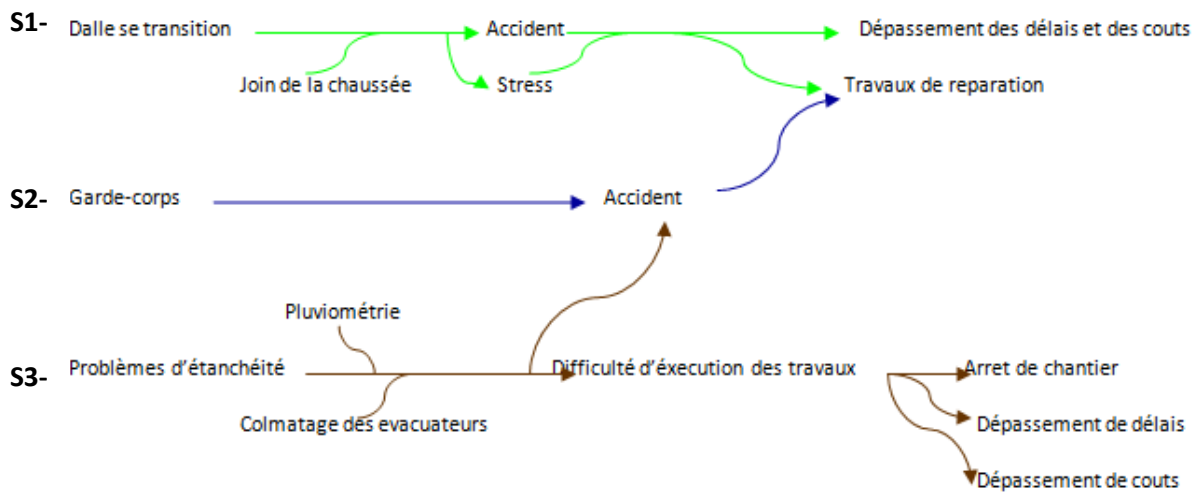 S1- Dalle se transition Accident Dépassement des délais et des couts
Join de la chaussée Stress Travaux de reparation
S2- Garde-corps Accident
Pluviométrie
S3- Problèmes d'étanchéité Difficulté d'éxecution des travaux Arret de chantier
Colmatage des evacuateurs Dépassement de délais
Dépassement de couts